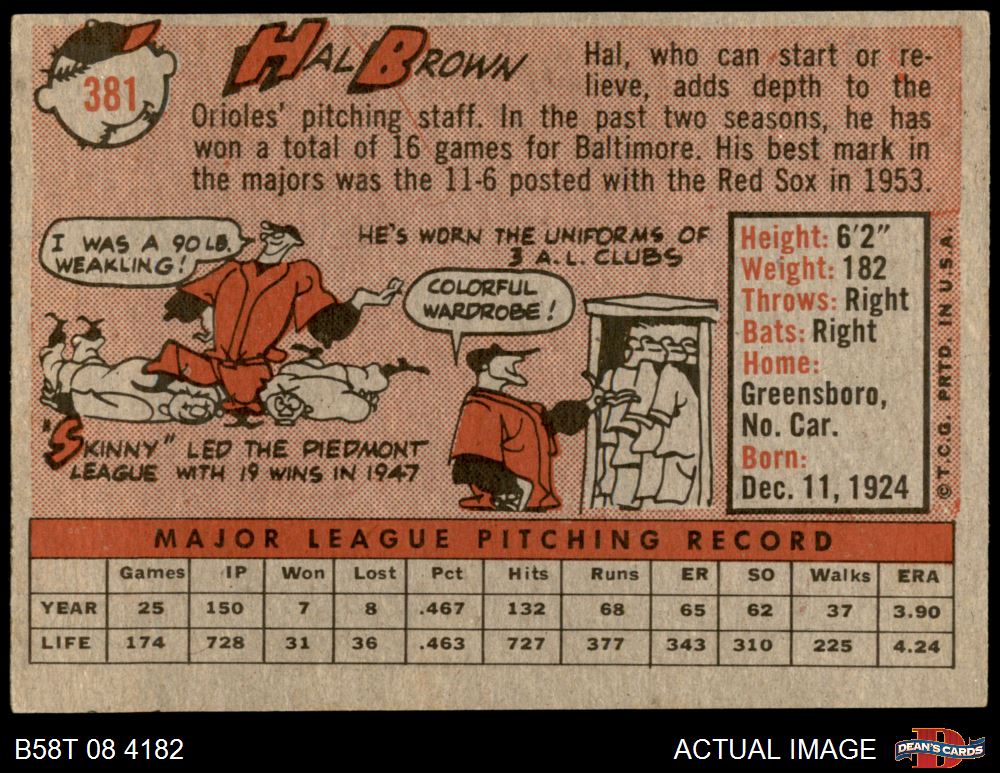 381
HAL BROWN
Hal, who can start or re-
lieve, adds depth to the
Orioles' pitching staff. In the past two seasons, he has
won a total of 16 games for Baltimore. His best mark in
the majors was the 11-6 posted with the Red Sox in 1953.
I WAS A 90 LB.
WEAKLING!
HE'S WORN THE UNIFORMS OF
3 A.L. CLUBS
COLORFUL
WARDROBE!
"SKINNY" LED THE PIEDMONT
LEAGUE WITH 19 WINS IN 1947
Height: 6'2"
Weight: 182
Throws: Right
Bats: Right
Home:
Greensboro,
No. Car.
Born:
Dec. 11, 1924
© T.C.G. PRTD. IN U.S.A.
MAJOR LEAGUE PITCHING RECORD
Games IP Won Lost Pct Hits Runs ER SO Walks ERA
YEAR 25 150 7 8 .467 132 68 65 62 37 3.90
LIFE 174 728 31 36 .463 727 377 343 310 225 4.24
B58T 08 4182
ACTUAL IMAGE
DEAN'S CARDS